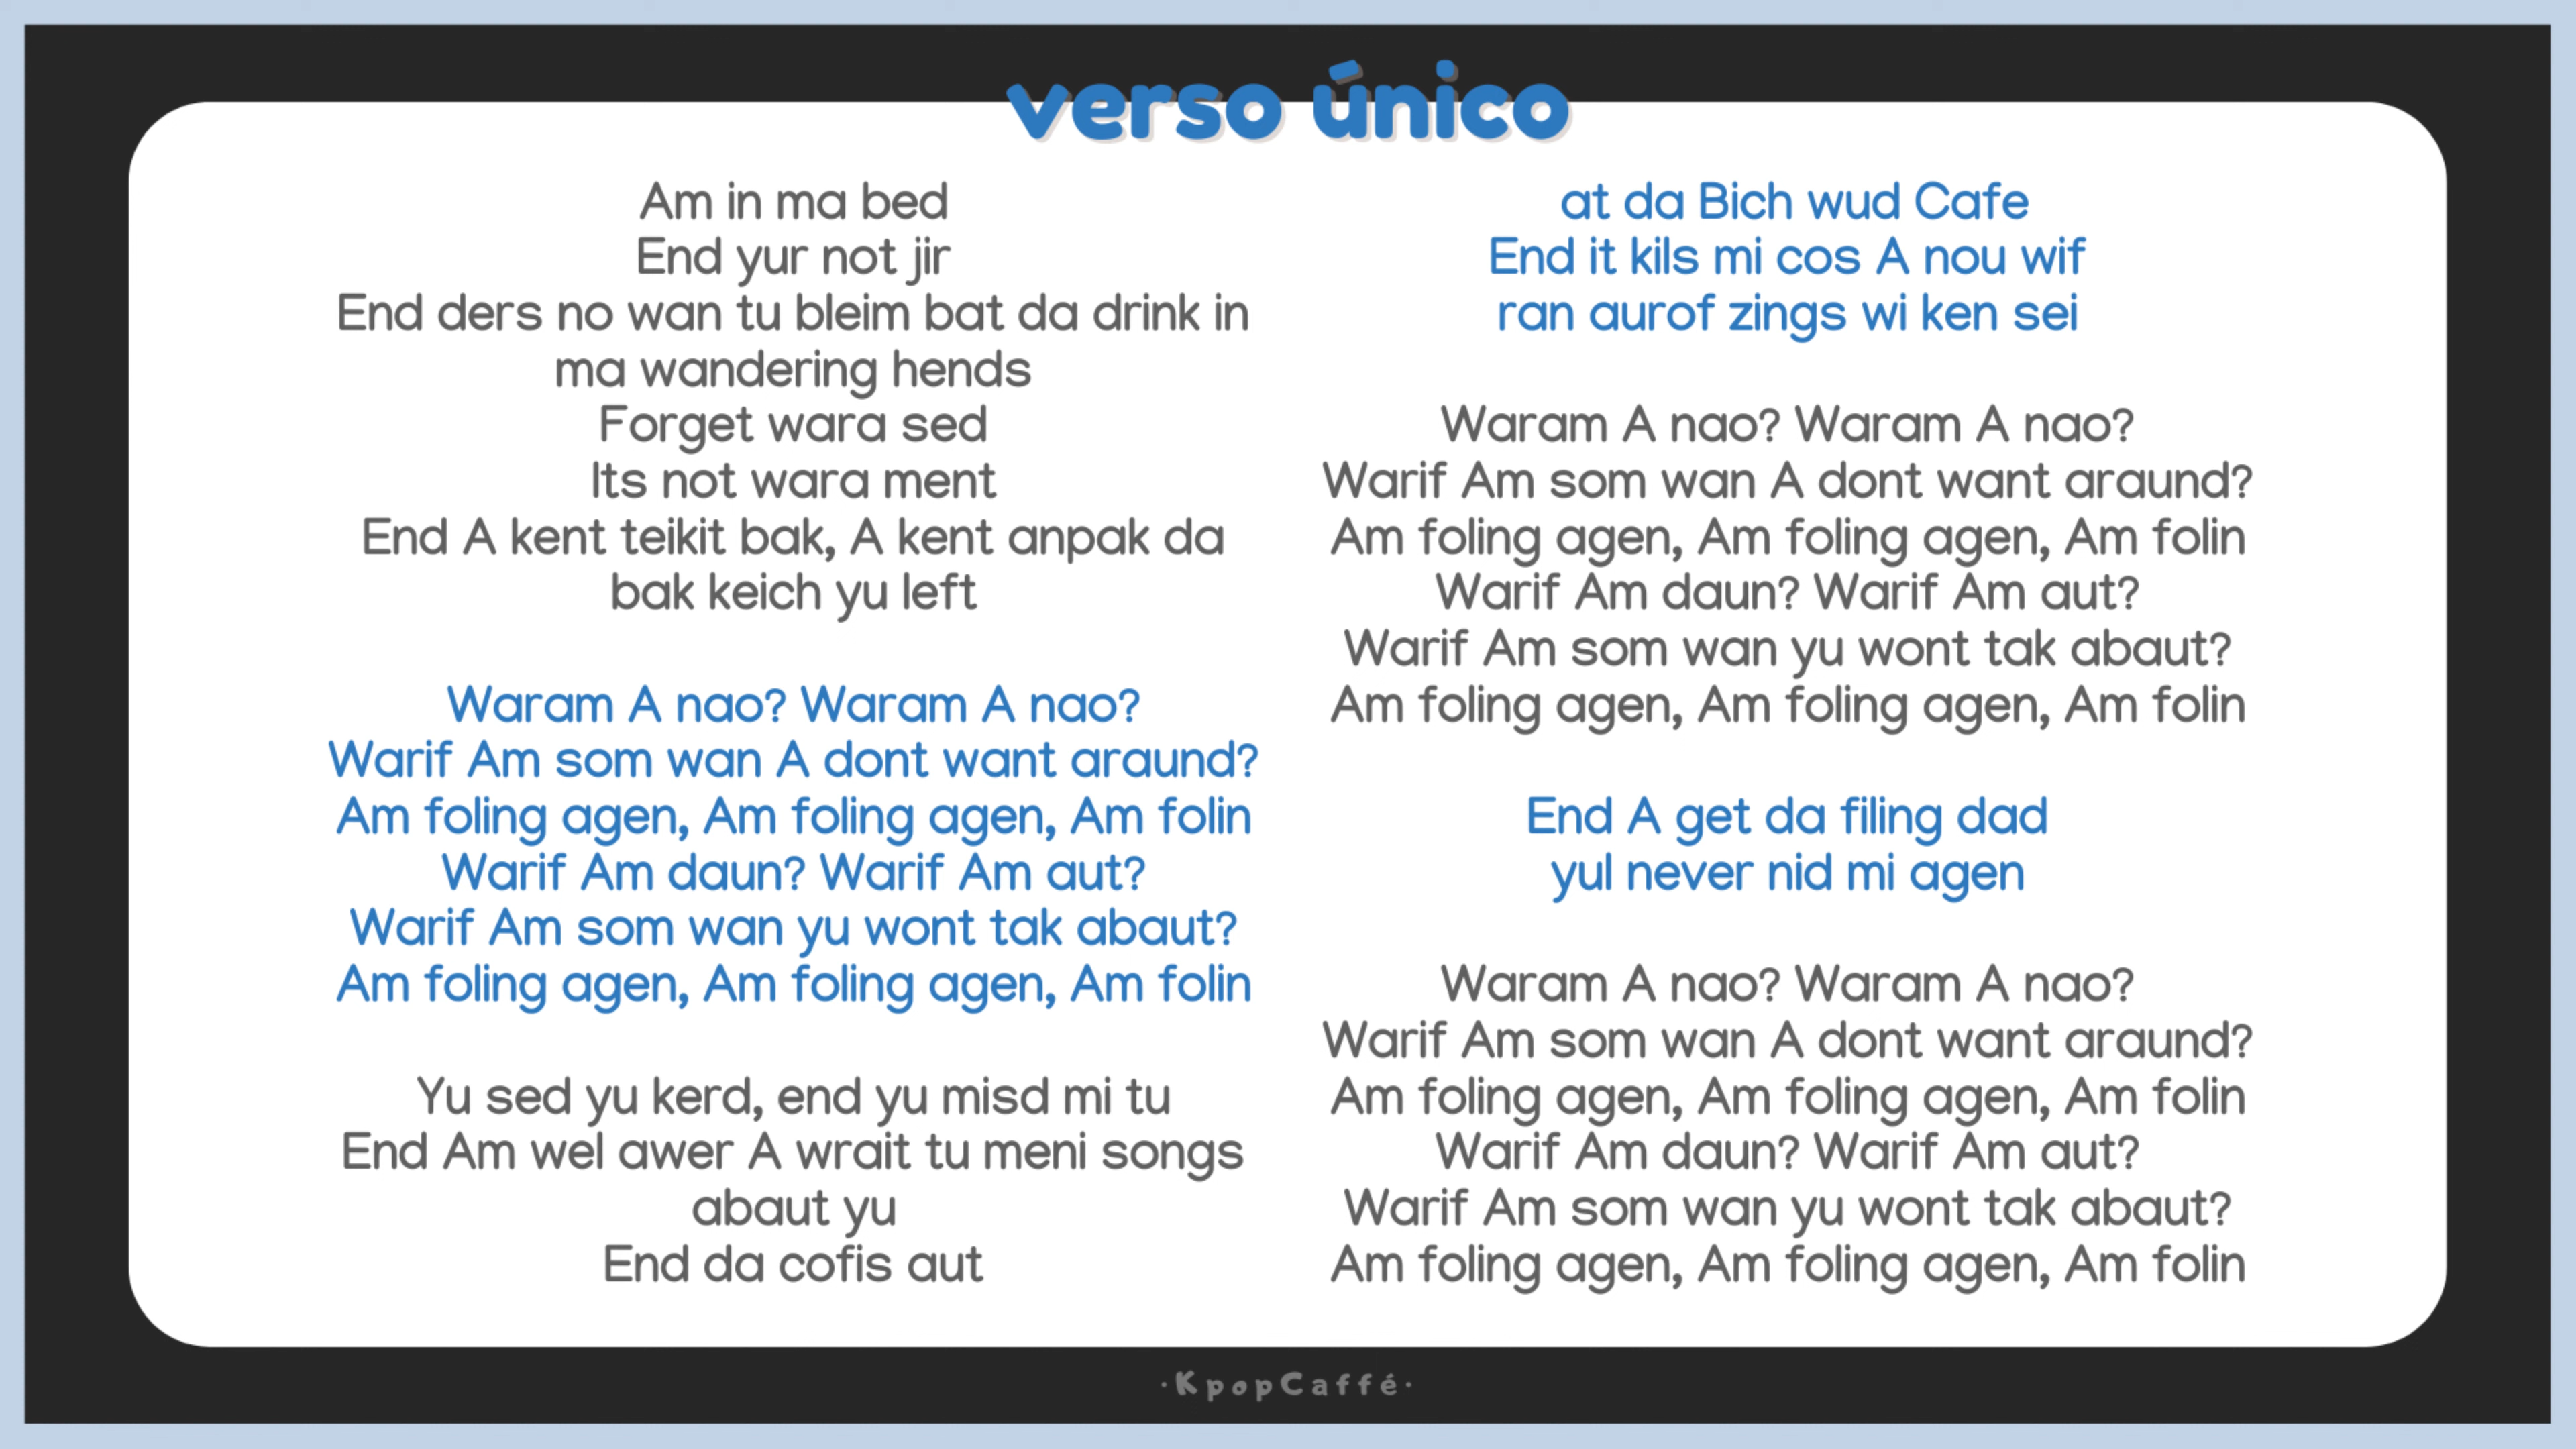 verso único
Am in ma bed
End yur not jir
End ders no wan tu bleim bat da drink in
ma wandering hends
Forget wara sed
Its not wara ment
End A kent teikit bak, A kent anpak da
bak keich yu left
Waram A nao? Waram A nao?
Warif Am som wan A dont want araund?
Am foling agen, Am foling agen, Am folin
Warif Am daun? Warif Am aut?
Warif Am som wan yu wont tak abaut?
Am foling agen, Am foling agen, Am folin
Yu sed yu kerd, end yu misd mi tu
End Am wel awer A wrait tu meni songs
abaut yu
End da cofis aut
at da Bich wud Cafe
End it kils mi cos A nou wif
ran aurof zings wi ken sei
Waram A nao? Waram A nao?
Warif Am som wan A dont want araund?
Am foling agen, Am foling agen, Am folin
Warif Am daun? Warif Am aut?
Warif Am som wan yu wont tak abaut?
Am foling agen, Am foling agen, Am folin
End A get da filing dad
yul never nid mi agen
Waram A nao? Waram A nao?
Warif Am som wan A dont want araund?
Am foling agen, Am foling agen, Am folin
Warif Am daun? Warif Am aut?
Warif Am som wan yu wont tak abaut?
Am foling agen, Am foling agen, Am folin
·KpopCaffé·